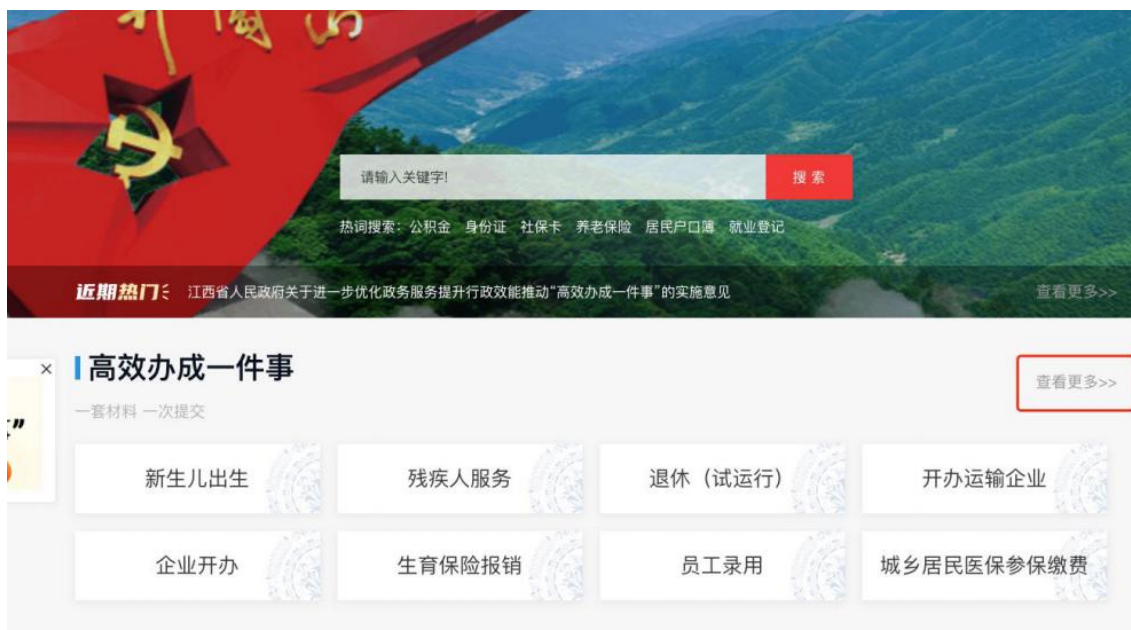 井冈山
请输入关键字!
搜 索
热词搜索: 公积金 身份证 社保卡 养老保险 居民户口簿 就业登记
近期热门 江西省人民政府关于进一步优化政务服务提升行政效能推动“高效办成一件事”的实施意见 查看更多>>
×
高效办成一件事
查看更多>>
一套材料 一次提交
”
新生儿出生 残疾人服务 退休（试运行） 开办运输企业
企业开办 生育保险报销 员工录用 城乡居民医保参保缴费